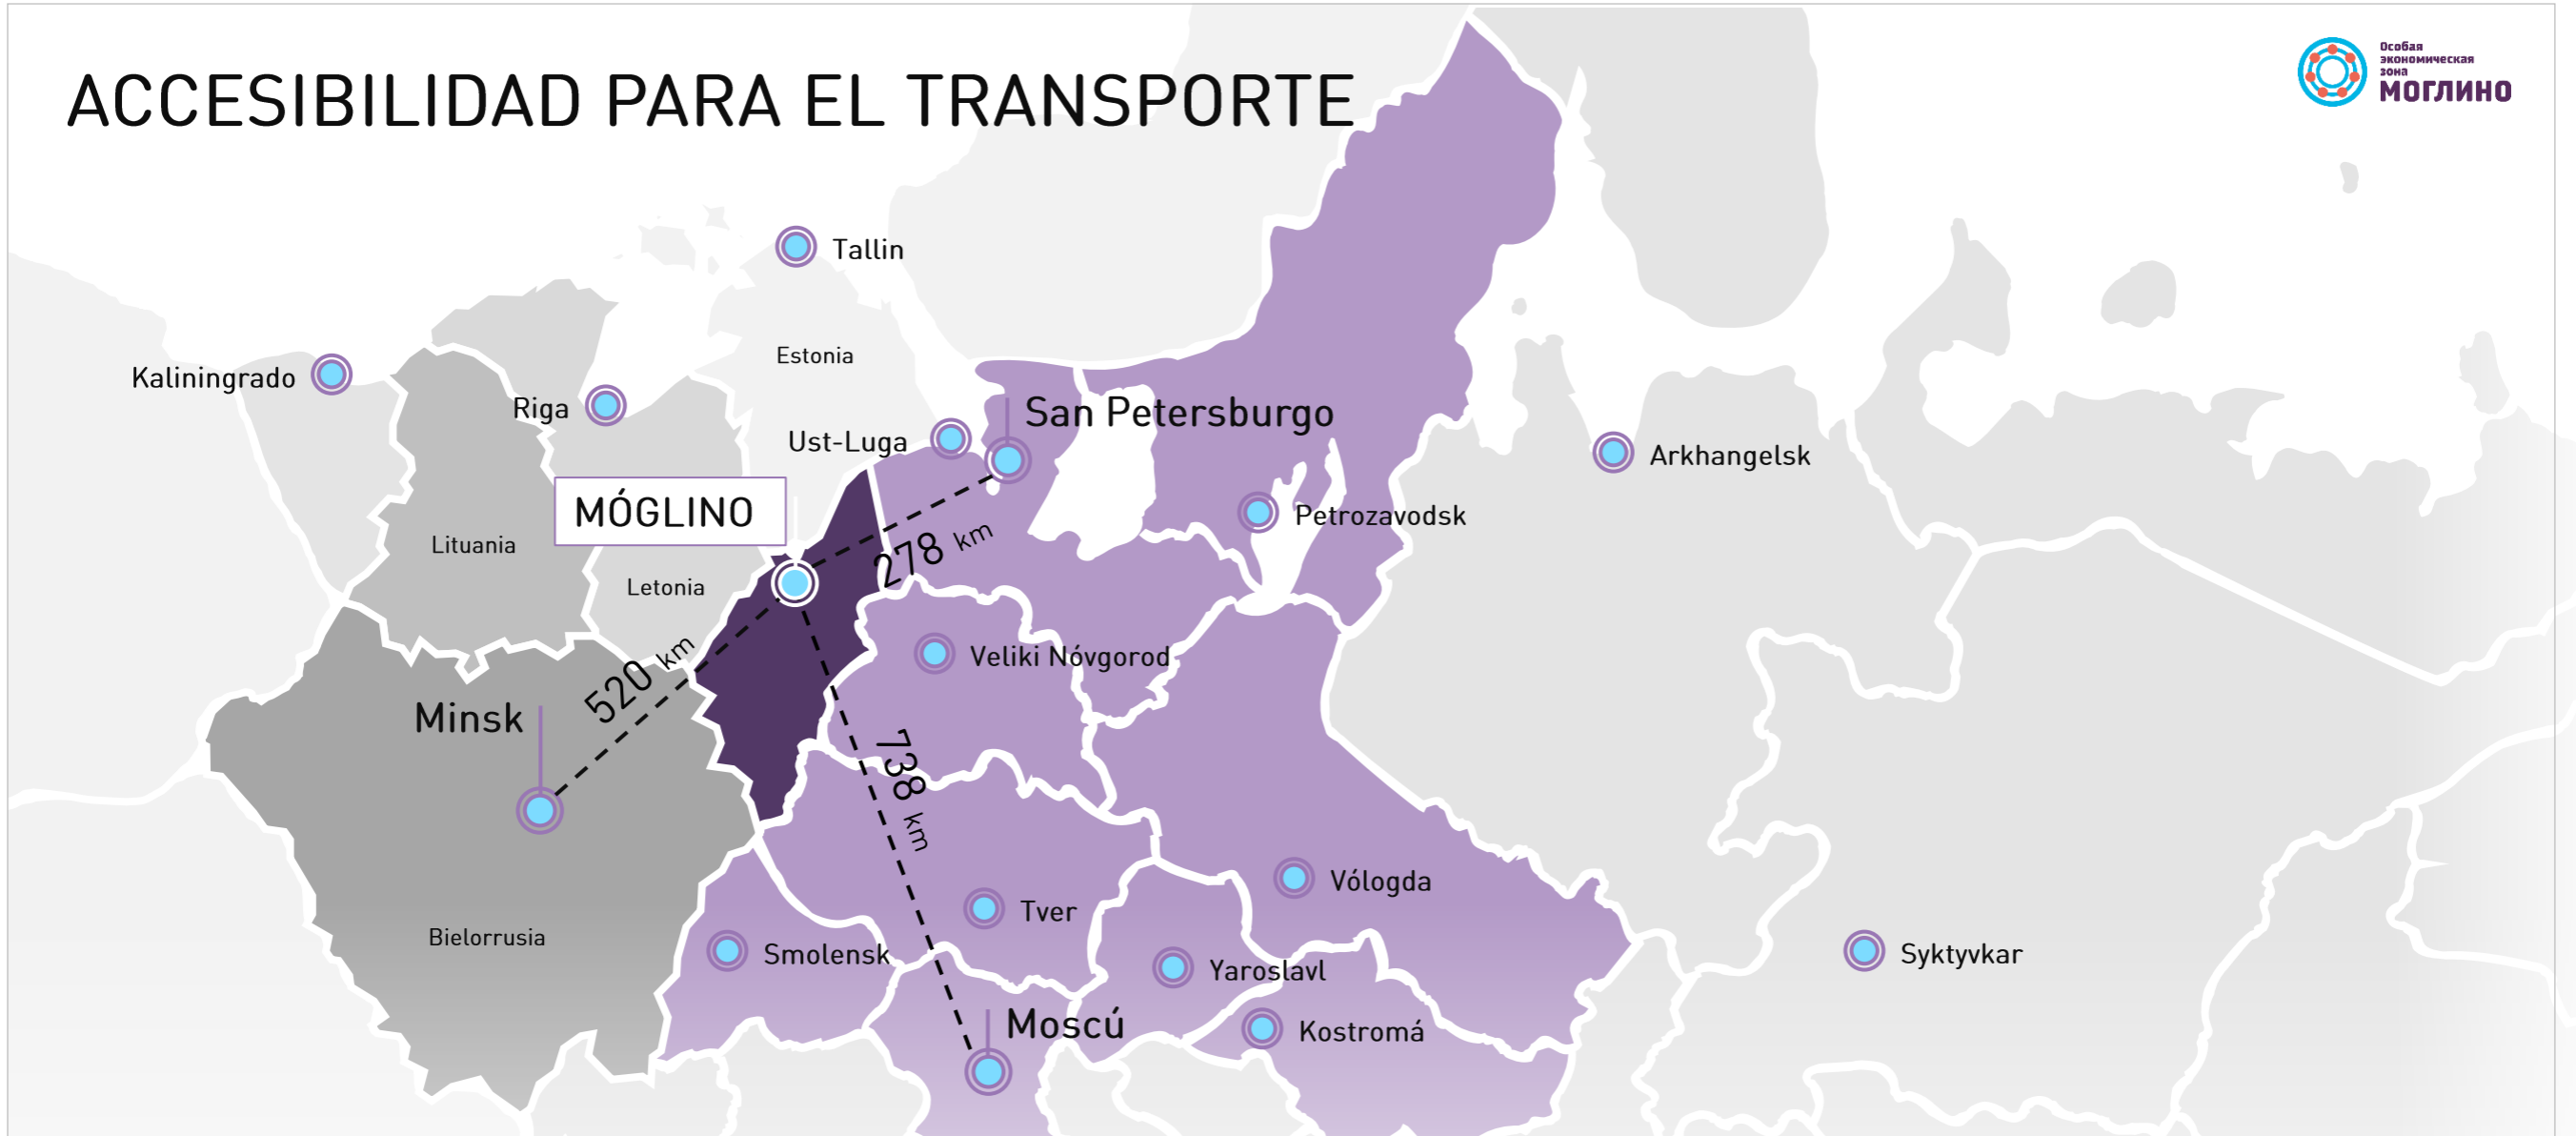 ACCESIBILIDAD PARA EL TRANSPORTE
Особая
экономическая
зона
МОГЛИНО
Tallin
Estonia
Kaliningrado
Riga
San Petersburgo
Ust-Luga
Arkhangelsk
MÓGLINO
Petrozavodsk
278 km
Lituania
Letonia
Veliki Nóvgorod
520 km
Minsk
738 km
Vólogda
Tver
Bielorrusia
Smolensk
Yaroslavl
Syktyvkar
Moscú
Kostromá